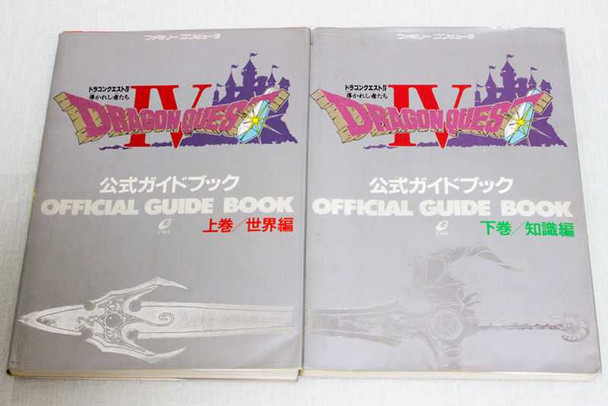 ファミリーコンピュータ
ドラゴンクエストIV
導かれし者たち
IV
DRAGON QUEST
公式ガイドブック
OFFICIAL GUIDE BOOK
上巻/世界編
ファミリーコンピュータ
ドラゴンクエストIV
導かれし者たち
IV
DRAGON QUEST
公式ガイドブック
OFFICIAL GUIDE BOOK
下巻/知識編